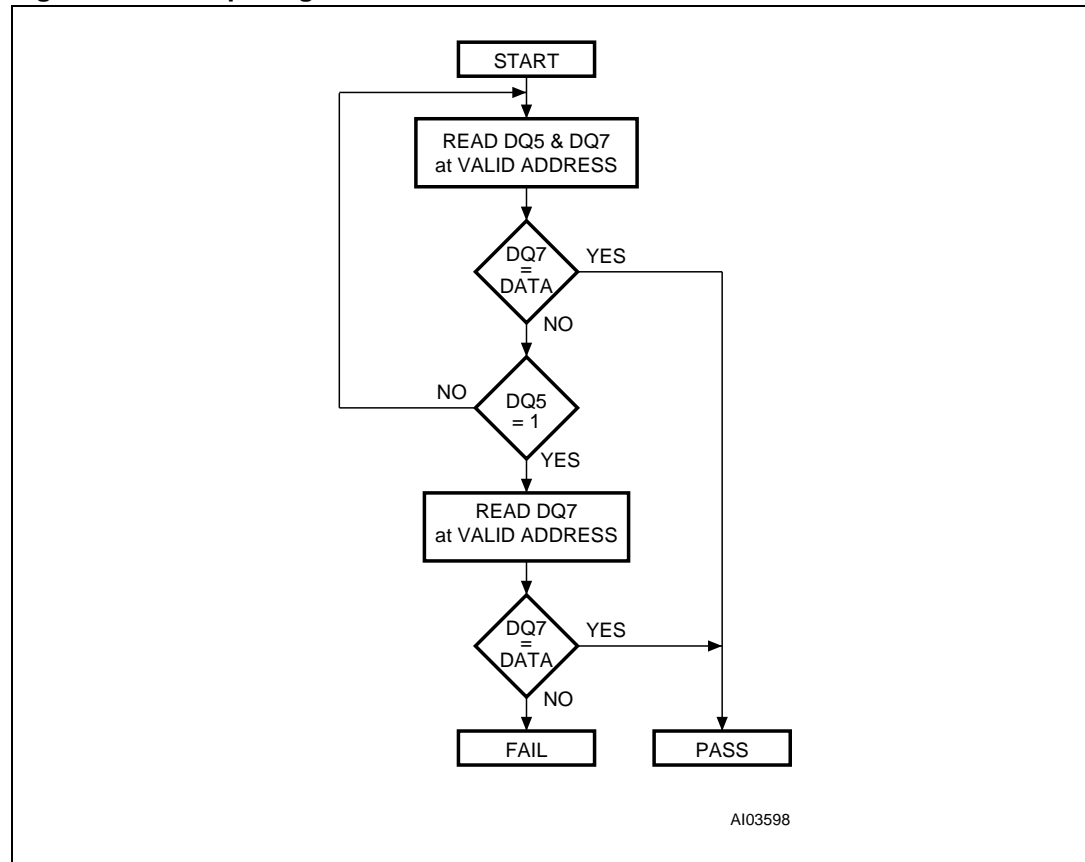 START
READ DQ5 & DQ7
at VALID ADDRESS
DQ7
=
DATA
YES
NO
DQ5
= 1
NO
YES
READ DQ7
at VALID ADDRESS
DQ7
=
DATA
YES
NO
FAIL
PASS
AI03598